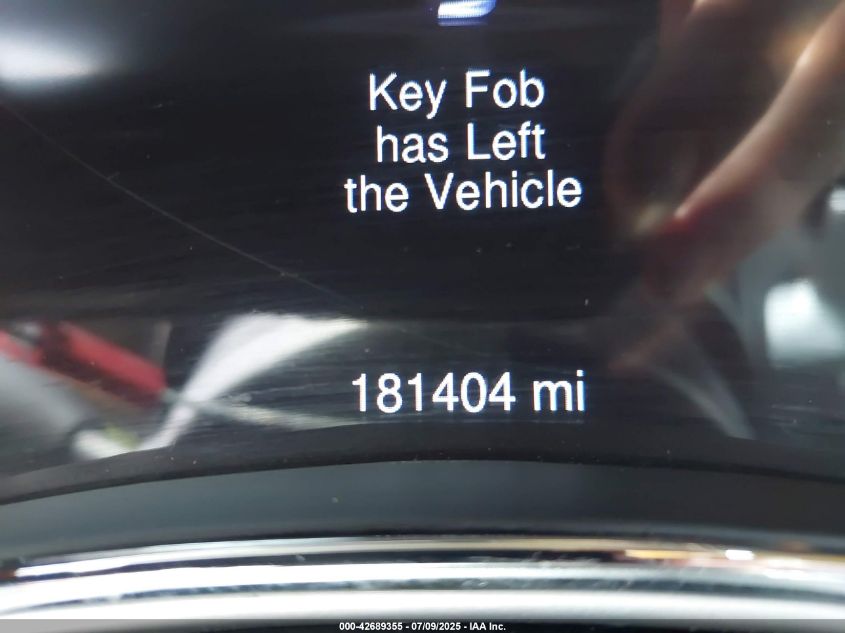 Key Fob
has Left
the Vehicle
181404 mi
000-42689355 - 07/09/2025 - IAA Inc.